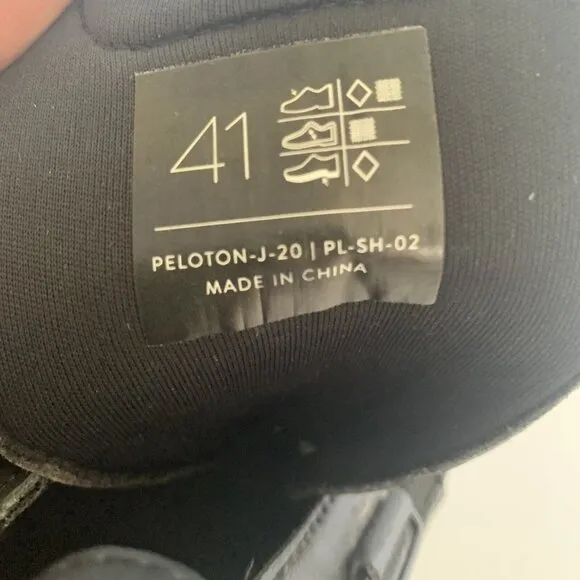 41
PELOTON-J-20 | PL-SH-02
MADE IN CHINA